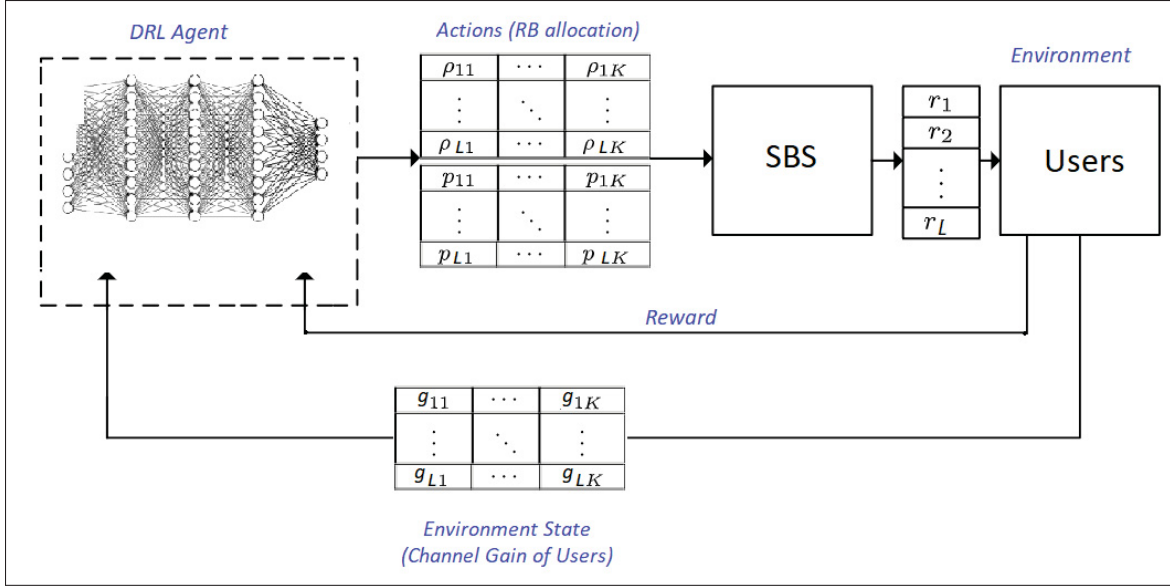 DRL Agent
Actions (RB allocation)
Environment
ρ11 ⋯ ρ1K
⋮ ⋱ ⋮
ρL1 ⋯ ρLK
p11 ⋯ p1K
⋮ ⋱ ⋮
pL1 ⋯ pLK
SBS
r1
r2
⋮
rL
Users
Reward
g11 ⋯ g1K
⋮ ⋱ ⋮
gL1 ⋯ gLK
Environment State
(Channel Gain of Users)